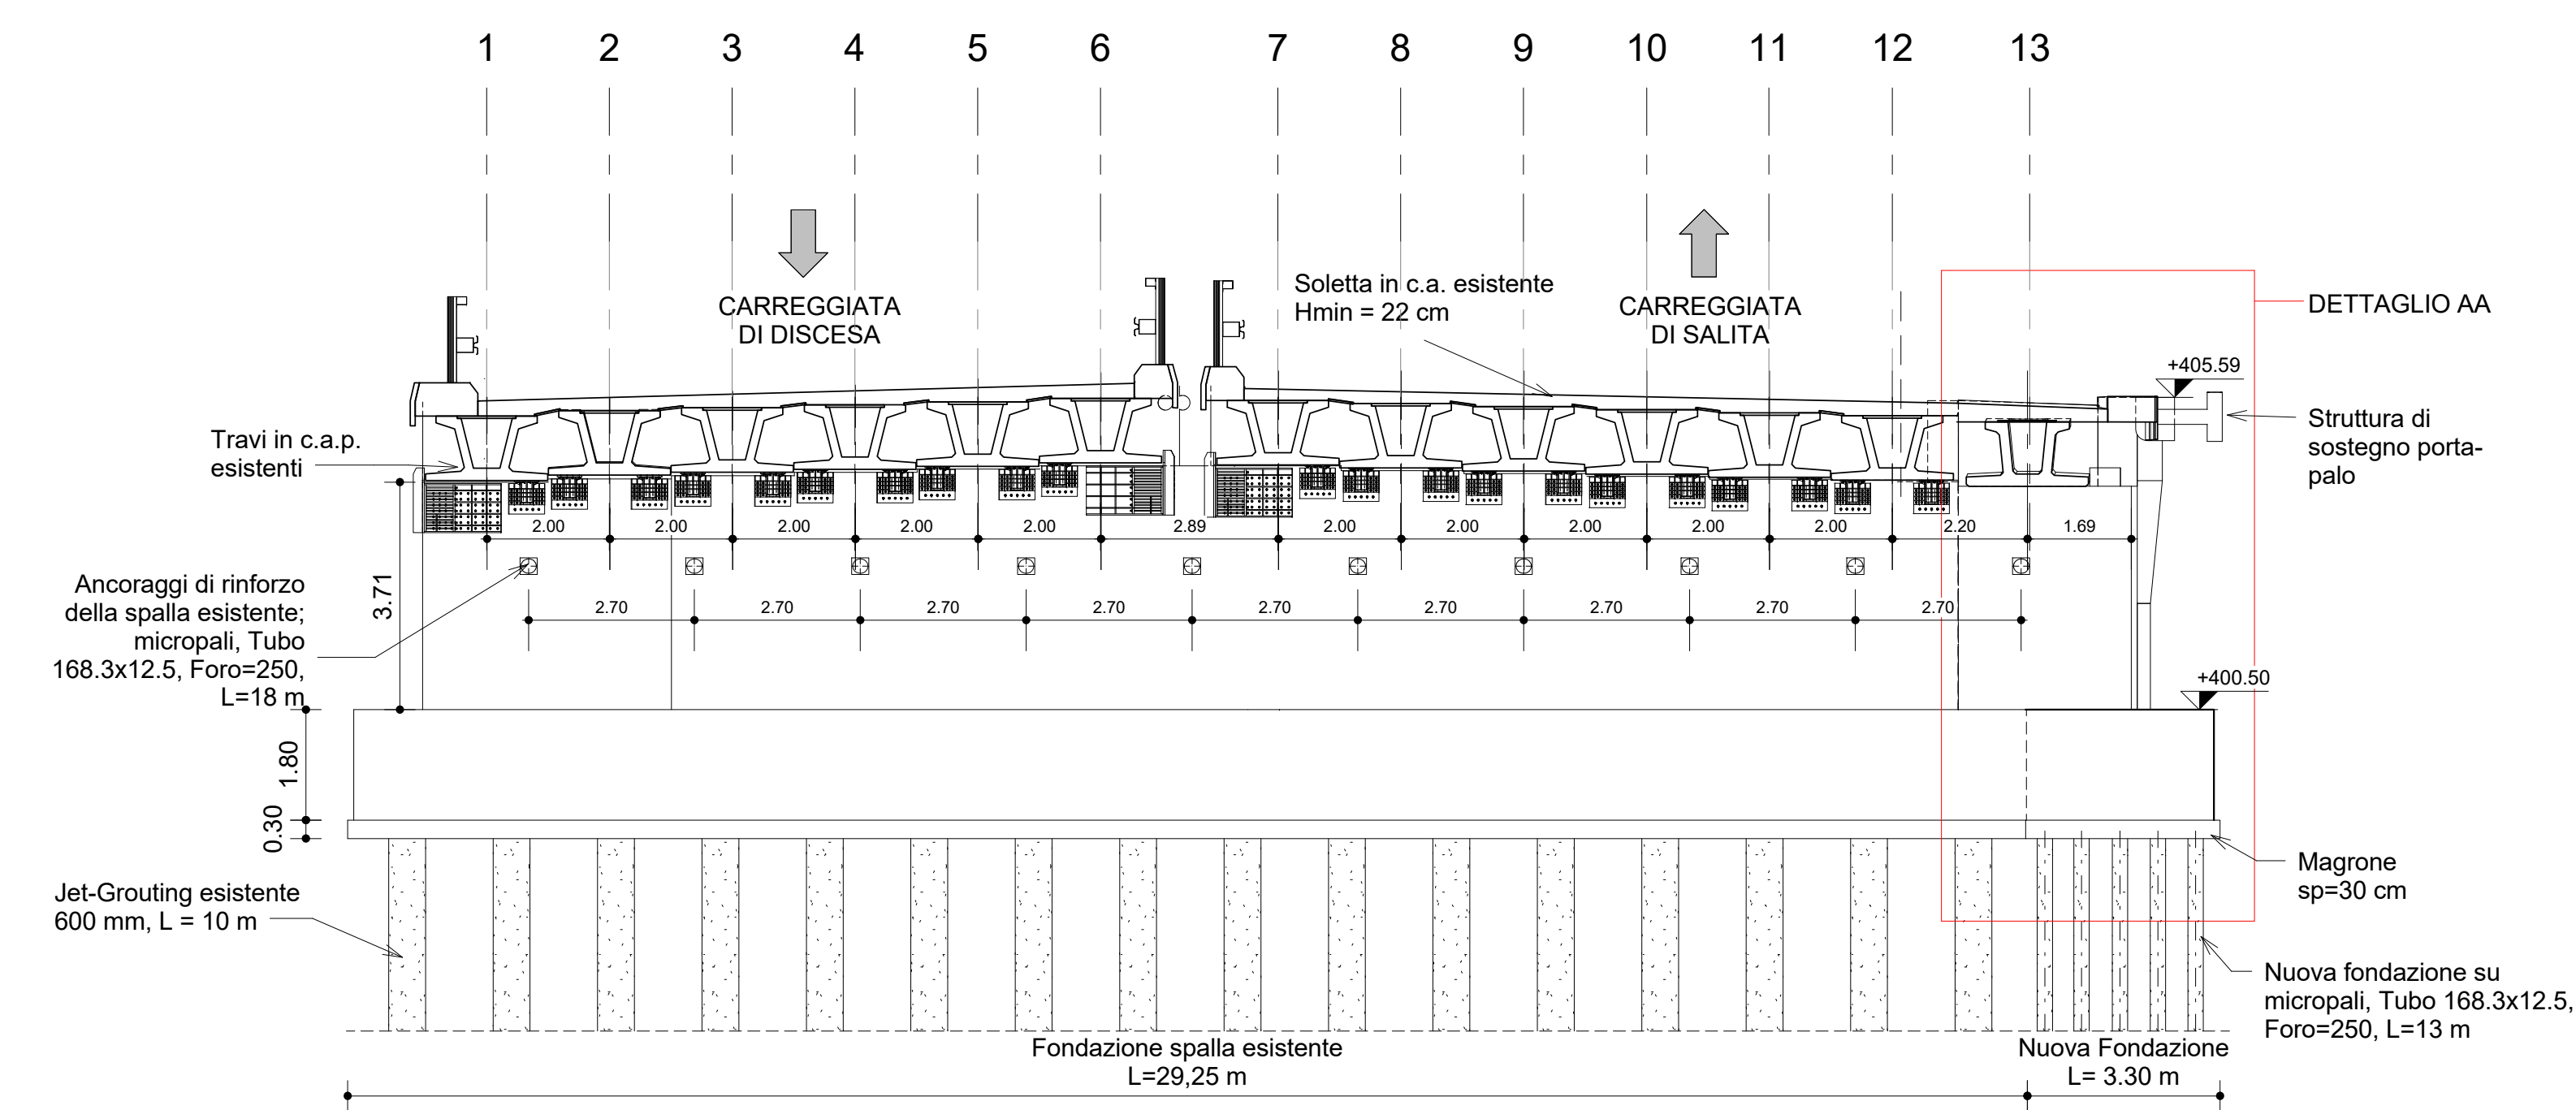 1 2 3 4 5 6 7 8 9 10 11 12 13
CARREGGIATA
DI DISCESA
Soletta in c.a. esistente
Hmin = 22 cm
CARREGGIATA
DI SALITA
DETTAGLIO AA
+405.59
Struttura di
sostegno porta-
palo
Travi in c.a.p.
esistenti
2.00 2.00 2.00 2.00 2.00 2.89 2.00 2.00 2.00 2.00 2.00 2.20 1.69
Ancoraggi di rinforzo
della spalla esistente;
micropali, Tubo
168.3x12.5, Foro=250,
L=18 m
3.71
2.70 2.70 2.70 2.70 2.70 2.70 2.70 2.70 2.70
+400.50
1.80
0.30
Magrone
sp=30 cm
Jet-Grouting esistente
600 mm, L = 10 m
Nuova fondazione su
micropali, Tubo 168.3x12.5,
Foro=250, L=13 m
Fondazione spalla esistente
L=29,25 m
Nuova Fondazione
L= 3.30 m